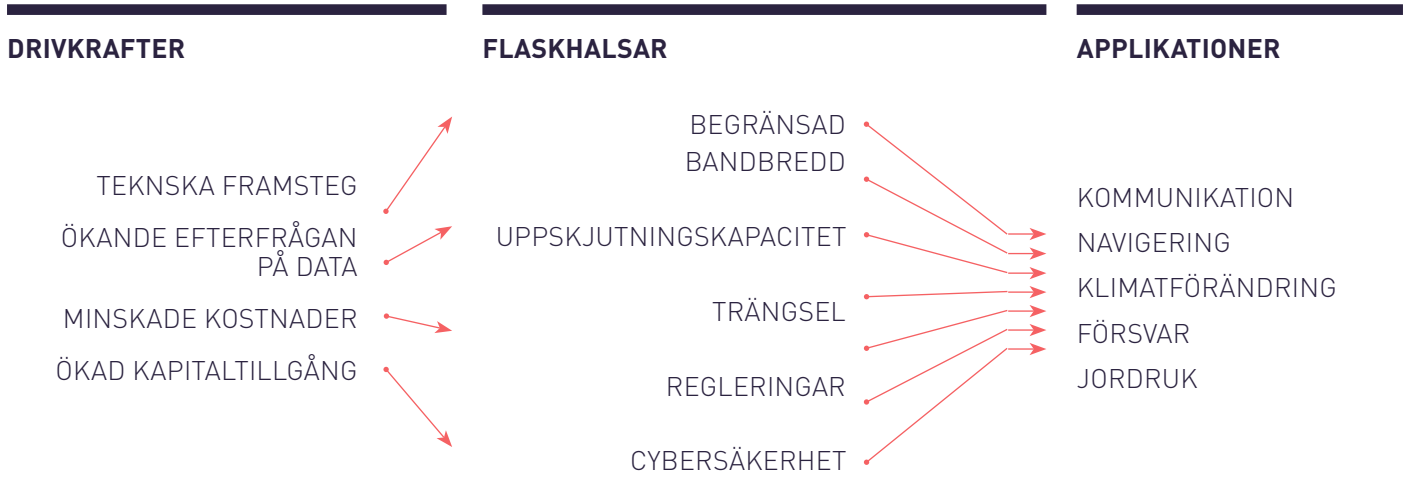 DRIVKRAFTER
TEKNSKA FRAMSTEG
ÖKANDE EFTERFRÅGAN
PÅ DATA
MINSKADE KOSTNADER
ÖKAD KAPITALTILLGÅNG
FLASKHALSAR
BEGRÄNSAD
BANDBREDD
UPPSKJUTNINGSKAPACITET
TRÄNGSEL
REGLERINGAR
CYBERSÄKERHET
APPLIKATIONER
KOMMUNIKATION
NAVIGERING
KLIMATFÖRÄNDRING
FÖRSVAR
JORDRUK